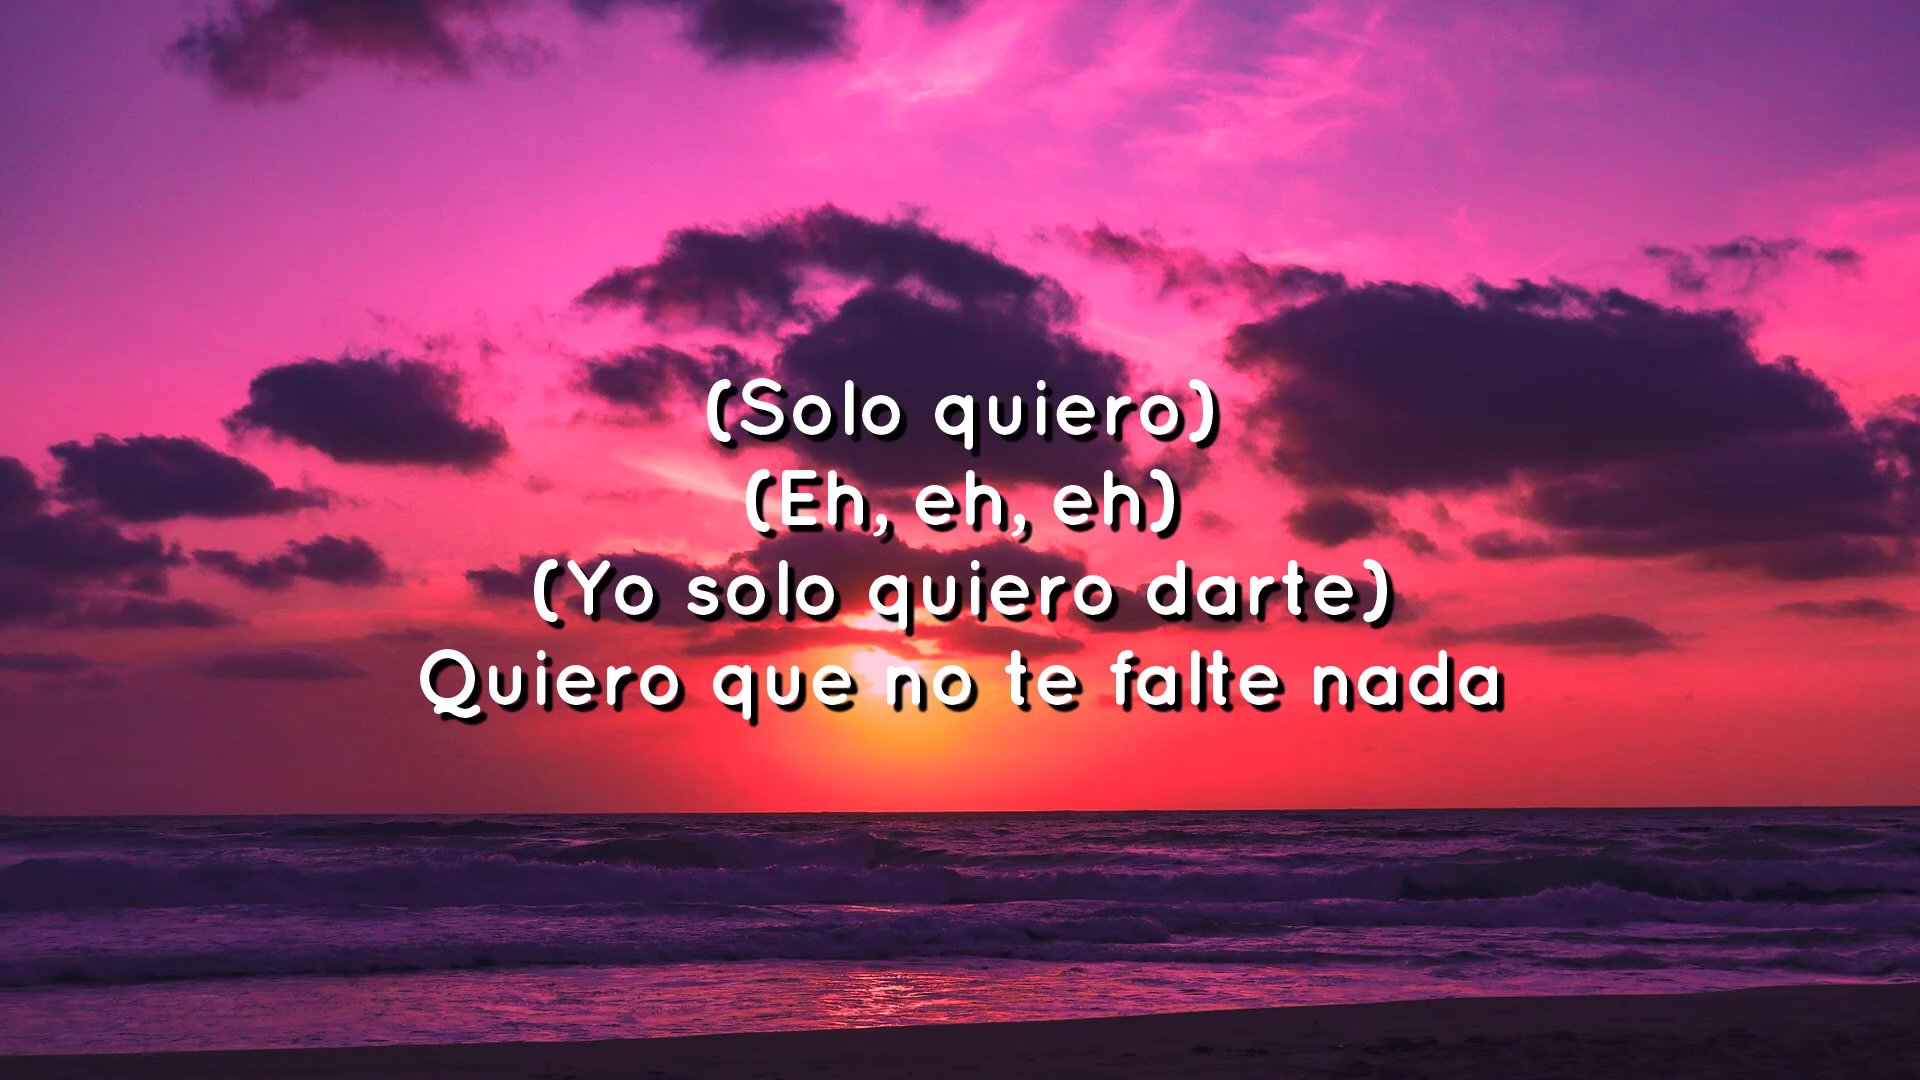 (Solo quiero)
(Eh, eh, eh)
(Yo solo quiero darte)
Quiero que no te falte nada